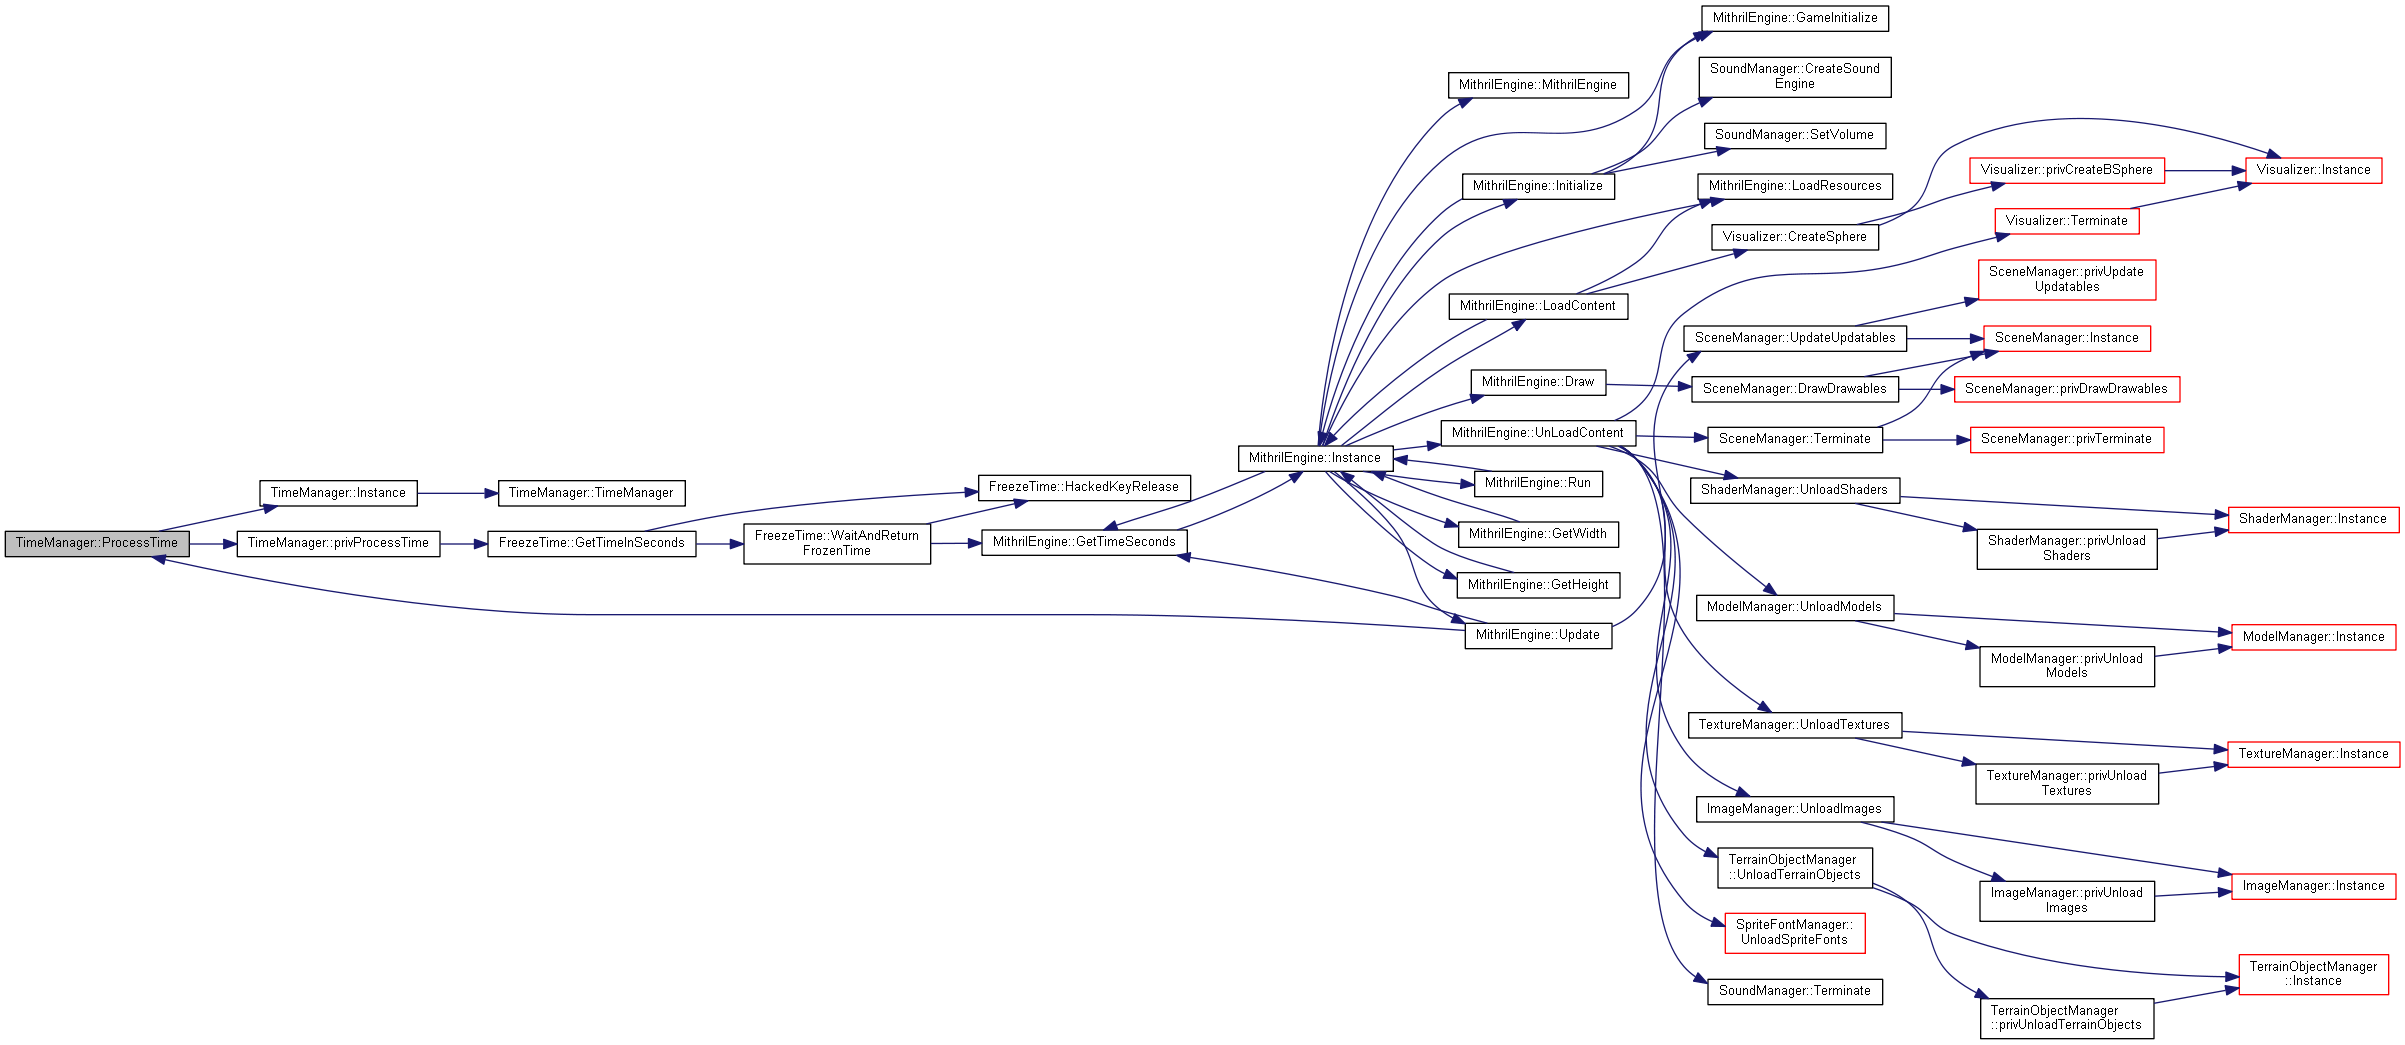 MithrilEngine::GameInitialize
SoundManager::CreateSound
Engine
MithrilEngine::MithrilEngine
SoundManager::SetVolume
Visualizer::privCreateBSphere
Visualizer::Instance
MithrilEngine::Initialize
MithrilEngine::LoadResources
Visualizer::Terminate
Visualizer::CreateSphere
SceneManager::privUpdate
Updatables
MithrilEngine::LoadContent
SceneManager::UpdateUpdatables
SceneManager::Instance
MithrilEngine::Draw
SceneManager::DrawDrawables
SceneManager::privDrawDrawables
MithrilEngine::UnLoadContent
SceneManager::Terminate
SceneManager::privTerminate
MithrilEngine::Instance
MithrilEngine::Run
FreezeTime::HackedKeyRelease
TimeManager::Instance
TimeManager::TimeManager
ShaderManager::UnloadShaders
ShaderManager::Instance
TimeManager::ProcessTime
TimeManager::privProcessTime
FreezeTime::GetTimeInSeconds
FreezeTime::WaitAndReturn
FrozenTime
MithrilEngine::GetTimeSeconds
MithrilEngine::GetWidth
ShaderManager::privUnload
Shaders
MithrilEngine::GetHeight
ModelManager::UnloadModels
MithrilEngine::Update
ModelManager::Instance
ModelManager::privUnload
Models
TextureManager::UnloadTextures
TextureManager::Instance
TextureManager::privUnload
Textures
ImageManager::UnloadImages
TerrainObjectManager
::UnloadTerrainObjects
ImageManager::Instance
ImageManager::privUnload
Images
SpriteFontManager::
UnloadSpriteFonts
TerrainObjectManager
::Instance
SoundManager::Terminate
TerrainObjectManager
::privUnloadTerrainObjects